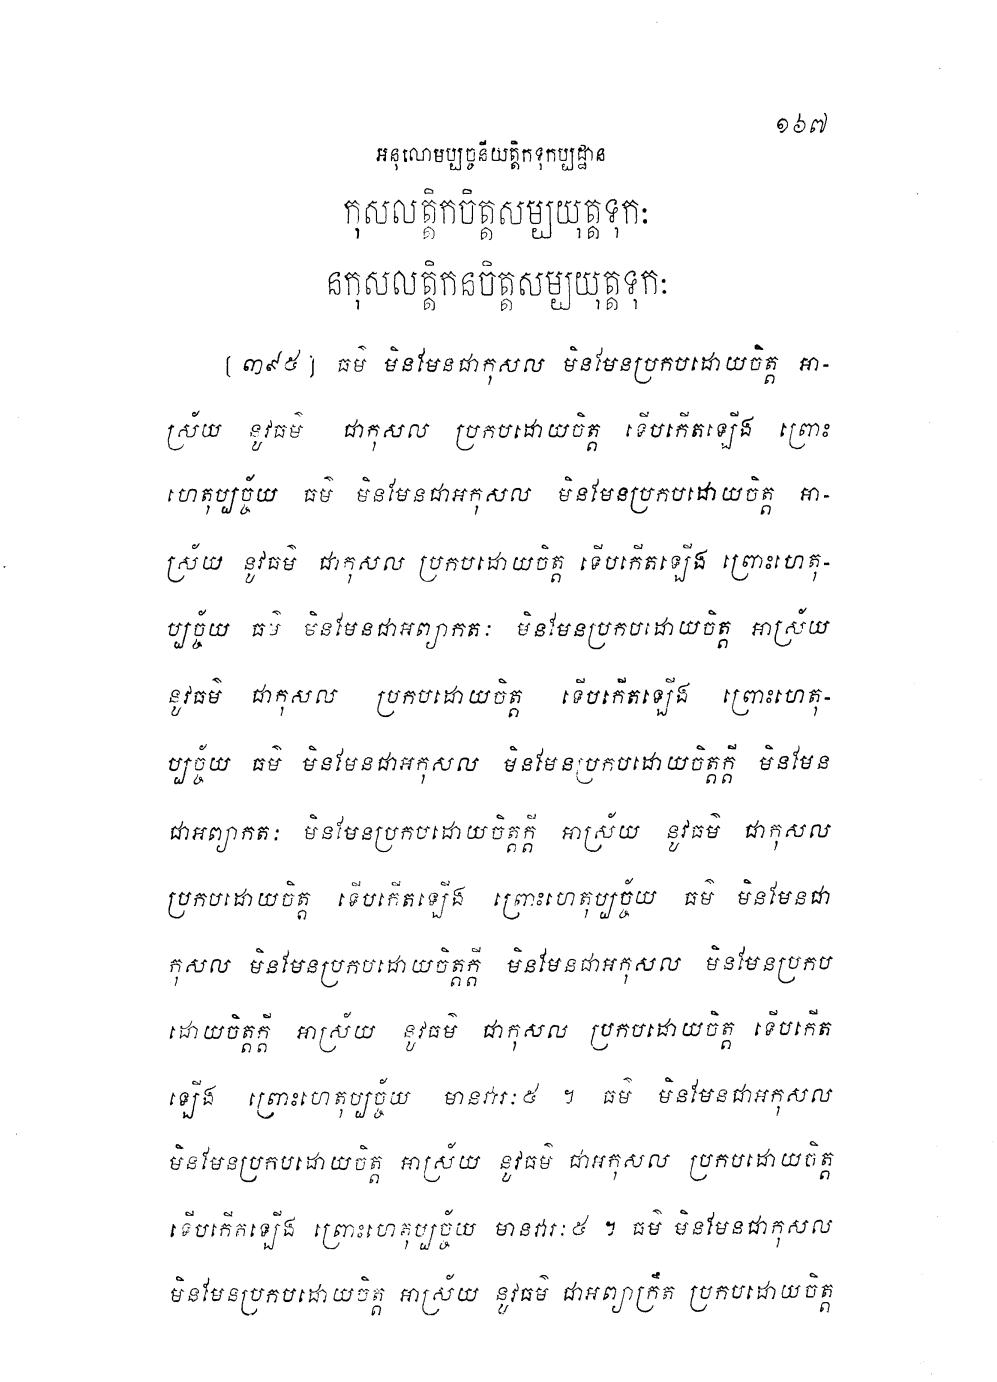 ១៦៧
អនុលោមប្បច្ចនីយត្តិកទុកប្បដ្ឋាន
កុសលត្តិកចិត្តសម្បយុត្តទុកៈ
នកុសលត្តិកនចិត្តសម្បយុត្តទុកៈ
[៣៩៥] ធម៌ មិនមែនជាកុសល មិនមែនប្រកបដោយចិត្ត អា-
ស្រ័យ នូវធម៌ ជាកុសល ប្រកបដោយចិត្ត ទើបកើតឡើង ព្រោះ
ហេតុប្បច្ច័យ ធម៌ មិនមែនជាអកុសល មិនមែនប្រកបដោយចិត្ត អា-
ស្រ័យ នូវធម៌ ជាកុសល ប្រកបដោយចិត្ត ទើបកើតឡើង ព្រោះហេតុ-
ប្បច្ច័យ ធម៌ មិនមែនជាអព្យាកតៈ មិនមែនប្រកបដោយចិត្ត អាស្រ័យ
នូវធម៌ ជាកុសល ប្រកបដោយចិត្ត ទើបកើតឡើង ព្រោះហេតុ-
ប្បច្ច័យ ធម៌ មិនមែនជាអកុសល មិនមែនប្រកបដោយចិត្តក្តី មិនមែន
ជាអព្យាកតៈ មិនមែនប្រកបដោយចិត្តក្តី អាស្រ័យ នូវធម៌ ជាកុសល
ប្រកបដោយចិត្ត ទើបកើតឡើង ព្រោះហេតុប្បច្ច័យ ធម៌ មិនមែនជា
កុសល មិនមែនប្រកបដោយចិត្តក្តី មិនមែនជាអកុសល មិនមែនប្រកប
ដោយចិត្តក្តី អាស្រ័យ នូវធម៌ ជាកុសល ប្រកបដោយចិត្ត ទើបកើត
ឡើង ព្រោះហេតុប្បច្ច័យ មានវារៈ៥ ។ ធម៌ មិនមែនជាអកុសល
មិនមែនប្រកបដោយចិត្ត អាស្រ័យ នូវធម៌ ជាអកុសល ប្រកបដោយចិត្ត
ទើបកើតឡើង ព្រោះហេតុប្បច្ច័យ មានវារៈ៥ ។ ធម៌ មិនមែនជាកុសល
មិនមែនប្រកបដោយចិត្ត អាស្រ័យ នូវធម៌ ជាអព្យាក្រឹត ប្រកបដោយចិត្ត